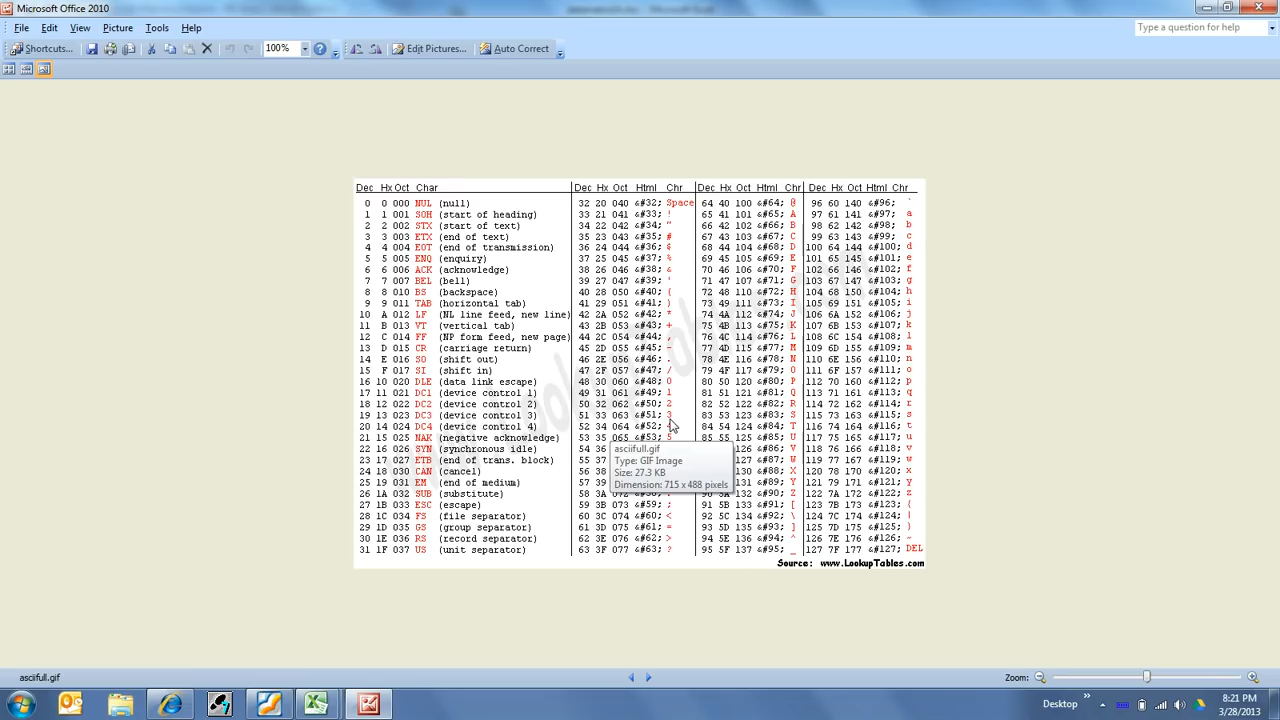 Microsoft Office 2010
File Edit View Picture Tools Help
Type a question for help
Shortcuts... 100% Edit Pictures... Auto Correct
Dec Hx Oct Char Dec Hx Oct Html Chr Dec Hx Oct Html Chr Dec Hx Oct Html Chr
0 0 000 NUL (null) 32 20 040 &#32; Space 64 40 100 &#64; @ 96 60 140 &#96; `
1 1 001 SOH (start of heading) 33 21 041 &#33; ! 65 41 101 &#65; A 97 61 141 &#97; a
2 2 002 STX (start of text) 34 22 042 &#34; " 66 42 102 &#66; B 98 62 142 &#98; b
3 3 003 ETX (end of text) 35 23 043 &#35; # 67 43 103 &#67; C 99 63 143 &#99; c
4 4 004 EOT (end of transmission) 36 24 044 &#36; $ 68 44 104 &#68; D 100 64 144 &#100; d
5 5 005 ENQ (enquiry) 37 25 045 &#37; % 69 45 105 &#69; E 101 65 145 &#101; e
6 6 006 ACK (acknowledge) 38 26 046 &#38; & 70 46 106 &#70; F 102 66 146 &#102; f
7 7 007 BEL (bell) 39 27 047 &#39; ' 71 47 107 &#71; G 103 67 147 &#103; g
8 8 010 BS (backspace) 40 28 050 &#40; ( 72 48 110 &#72; H 104 68 150 &#104; h
9 9 011 TAB (horizontal tab) 41 29 051 &#41; ) 73 49 111 &#73; I 105 69 151 &#105; i
10 A 012 LF (NL line feed, new line) 42 2A 052 &#42; * 74 4A 112 &#74; J 106 6A 152 &#106; j
11 B 013 VT (vertical tab) 43 2B 053 &#43; + 75 4B 113 &#75; K 107 6B 153 &#107; k
12 C 014 FF (NP form feed, new page) 44 2C 054 &#44; , 76 4C 114 &#76; L 108 6C 154 &#108; l
13 D 015 CR (carriage return) 45 2D 055 &#45; - 77 4D 115 &#77; M 109 6D 155 &#109; m
14 E 016 SO (shift out) 46 2E 056 &#46; . 78 4E 116 &#78; N 110 6E 156 &#110; n
15 F 017 SI (shift in) 47 2F 057 &#47; / 79 4F 117 &#79; O 111 6F 157 &#111; o
16 10 020 DLE (data link escape) 48 30 060 &#48; 0 80 50 120 &#80; P 112 70 160 &#112; p
17 11 021 DC1 (device control 1) 49 31 061 &#49; 1 81 51 121 &#81; Q 113 71 161 &#113; q
18 12 022 DC2 (device control 2) 50 32 062 &#50; 2 82 52 122 &#82; R 114 72 162 &#114; r
19 13 023 DC3 (device control 3) 51 33 063 &#51; 3 83 53 123 &#83; S 115 73 163 &#115; s
20 14 024 DC4 (device control 4) 52 34 064 &#52; 84 54 124 &#84; T 116 74 164 &#116; t
21 15 025 NAK (negative acknowledge) 53 35 065 &#53; 5 85 55 125 &#85; U 117 75 165 &#117; u
22 16 026 SYN (synchronous idle) 54 36 126 &#86; V 118 76 166 &#118; v
23 17 027 ETB (end of trans. block) 55 37 127 &#87; W 119 77 167 &#119; w
24 18 030 CAN (cancel) 56 38 130 &#88; X 120 78 170 &#120; x
25 19 031 EM (end of medium) 57 39 131 &#89; Y 121 79 171 &#121; y
26 1A 032 SUB (substitute) 58 3A 072 &#58; : 90 5A 132 &#90; Z 122 7A 172 &#122; z
27 1B 033 ESC (escape) 59 3B 073 &#59; ; 91 5B 133 &#91; [ 123 7B 173 &#123; {
28 1C 034 FS (file separator) 60 3C 074 &#60; < 92 5C 134 &#92; \ 124 7C 174 &#124; |
29 1D 035 GS (group separator) 61 3D 075 &#61; = 93 5D 135 &#93; ] 125 7D 175 &#125; }
30 1E 036 RS (record separator) 62 3E 076 &#62; > 94 5E 136 &#94; ^ 126 7E 176 &#126; ~
31 1F 037 US (unit separator) 63 3F 077 &#63; ? 95 5F 137 &#95; _ 127 7F 177 &#127; DEL
Source: www.LookupTables.com
asciifull.gif
Type: GIF Image
Size: 27.3 KB
Dimension: 715 x 488 pixels
asciifull.gif
Zoom:
Desktop
8:21 PM
3/28/2013